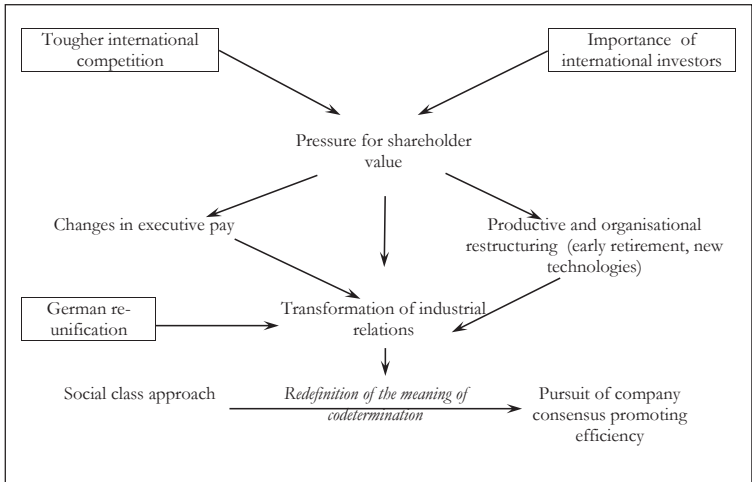 Tougher international
competition
Importance of
international investors
Pressure for shareholder
value
Changes in executive pay
Productive and organisational
restructuring (early retirement, new
technologies)
German re-
unification
Transformation of industrial
relations
Social class approach
Redefinition of the meaning of
codetermination
Pursuit of company
consensus promoting
efficiency